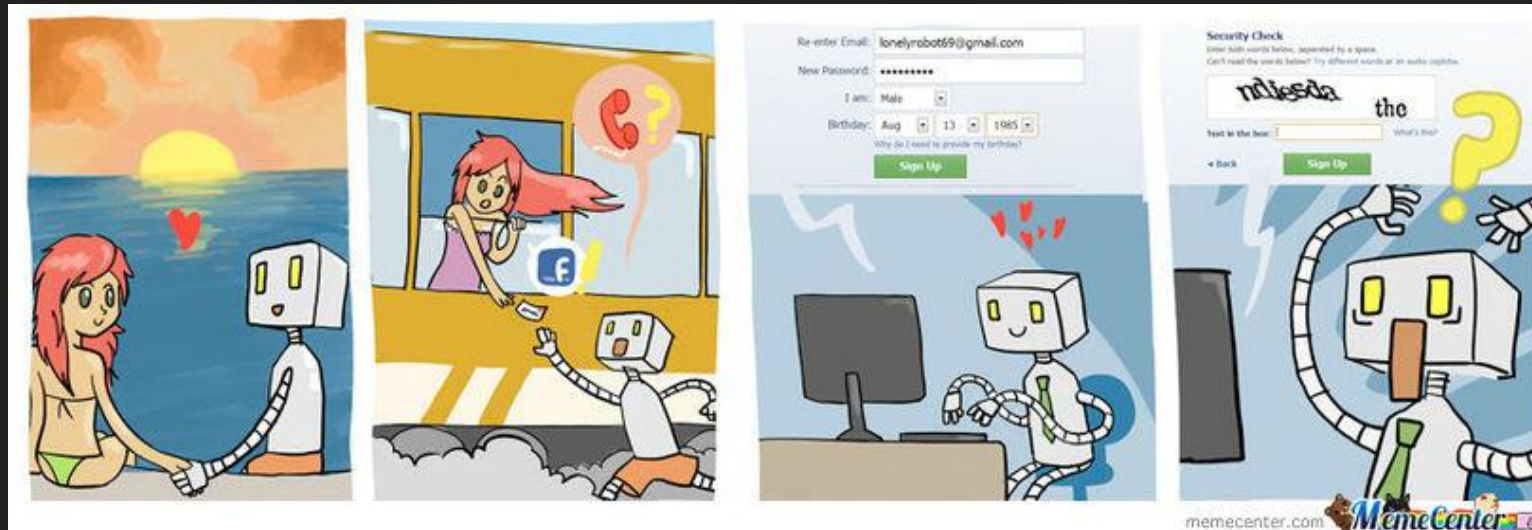 f
Re-enter Email: lonelyrobot69@gmail.com
New Password: •••••••••
I am: Male
Birthday: Aug 13 1985
Why do I need to provide my birthday?
Sign Up
Security Check
Enter both words below, separated by a space.
Can't read the words below? Try different words or an audio captcha.
the
Text in the box:
What's this?
◄ Back
Sign Up
?
memecenter.com MemeCenter